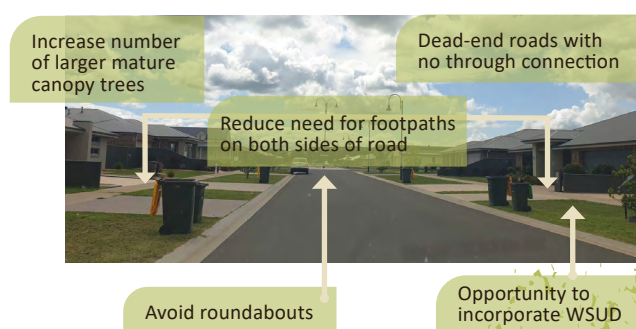 Increase number
of larger mature
canopy trees
Dead-end roads with
no through connection
Reduce need for footpaths
on both sides of road
Avoid roundabouts
Opportunity to
incorporate WSUD